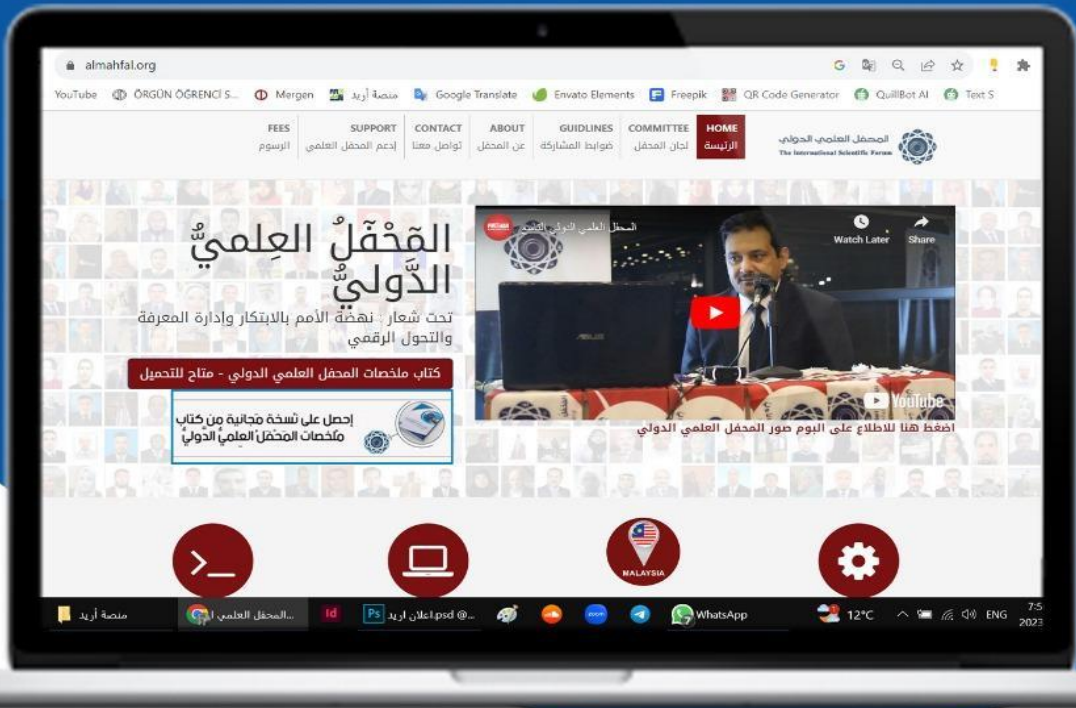 almahfal.org
YouTube ÖRGÜN ÖĞRENCİ S... Mergen منصة أريد Google Translate Envato Elements Freepik QR Code Generator QuillBot AI Text S
FEES SUPPORT CONTACT ABOUT GUIDLINES COMMITTEE HOME
الرسوم إدعم المحفل العلمي تواصل معنا عن المحفل ضوابط المشاركة لجان المحفل الرئيسة
المحفل العلمي الدولي
The International Scientific Forum
المَحْفَلُ العِلميُّ
الدَّوليُّ
تحت شعار : نهضة الأمم بالابتكار وإدارة المعرفة
والتحول الرقمي
كتاب ملخصات المحفل العلمي الدولي - متاح للتحميل
إحصل على نسخة مجانية من كتاب
ملخصات المحفل العلمي الدولي
المحفل العلمي الدولي التاسع
Watch Later Share
ASUS
YouTube
اضغط هنا للاطلاع على البوم صور المحفل العلمي الدولي
>_
MALAYSIA
منصة أريد
المحفل العلمي ا...
Id
Ps
اعلان اريد.psd @...
zoom
WhatsApp
12°C ENG 7:5
2023